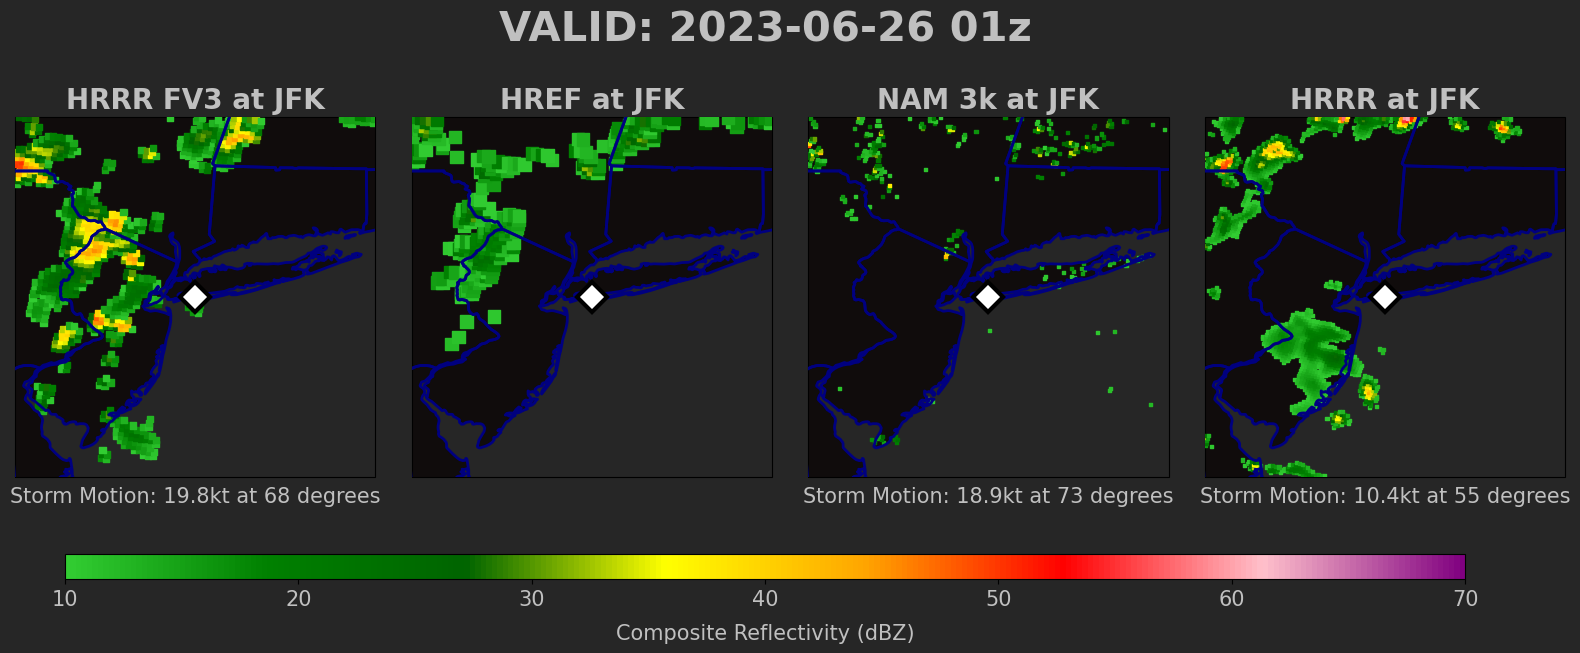 VALID: 2023-06-26 01z
HRRR FV3 at JFK
HREF at JFK
NAM 3k at JFK
HRRR at JFK
Storm Motion: 19.8kt at 68 degrees
Storm Motion: 18.9kt at 73 degrees
Storm Motion: 10.4kt at 55 degrees
10 20 30 40 50 60 70
Composite Reflectivity (dBZ)